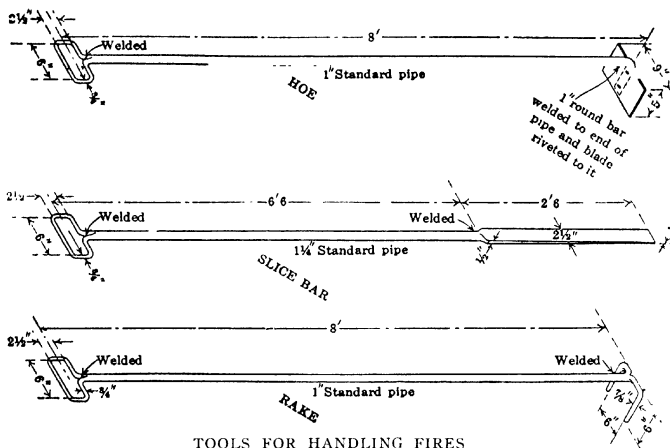 2½"
8'
Welded
6"
¾"
1" Standard pipe
HOE
9"
5"
1" round bar
welded to end of
pipe and blade
riveted to it
2½
6'6
2'6
Welded
Welded
6"
¾"
1¼" Standard pipe
½"
2½"
SLICE BAR
8'
2½"
Welded
Welded
6"
¾"
1" Standard pipe
⅞"
6"
6"
RAKE
TOOLS FOR HANDLING FIRES